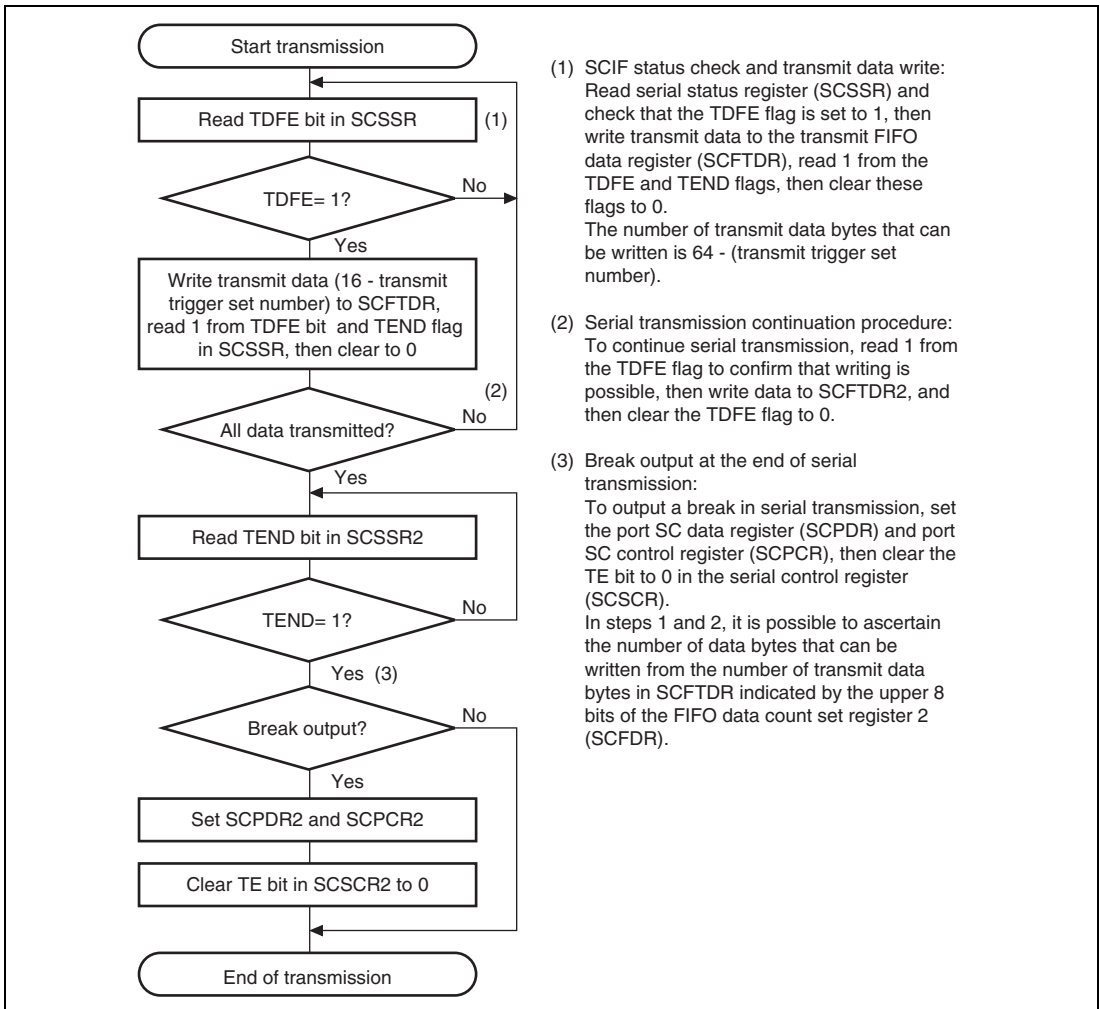 Start transmission
Read TDFE bit in SCSSR
(1)
TDFE= 1?
No
Yes
Write transmit data (16 - transmit
trigger set number) to SCFTDR,
read 1 from TDFE bit  and TEND flag
in SCSSR, then clear to 0
(2)
All data transmitted?
No
Yes
Read TEND bit in SCSSR2
TEND= 1?
No
Yes (3)
Break output?
No
Yes
Set SCPDR2 and SCPCR2
Clear TE bit in SCSCR2 to 0
End of transmission
(1) SCIF status check and transmit data write:
Read serial status register (SCSSR) and
check that the TDFE flag is set to 1, then
write transmit data to the transmit FIFO
data register (SCFTDR), read 1 from the
TDFE and TEND flags, then clear these
flags to 0.
The number of transmit data bytes that can
be written is 64 - (transmit trigger set
number).
(2) Serial transmission continuation procedure:
To continue serial transmission, read 1 from
the TDFE flag to confirm that writing is
possible, then write data to SCFTDR2, and
then clear the TDFE flag to 0.
(3) Break output at the end of serial
transmission:
To output a break in serial transmission, set
the port SC data register (SCPDR) and port
SC control register (SCPCR), then clear the
TE bit to 0 in the serial control register
(SCSCR).
In steps 1 and 2, it is possible to ascertain
the number of data bytes that can be
written from the number of transmit data
bytes in SCFTDR indicated by the upper 8
bits of the FIFO data count set register 2
(SCFDR).